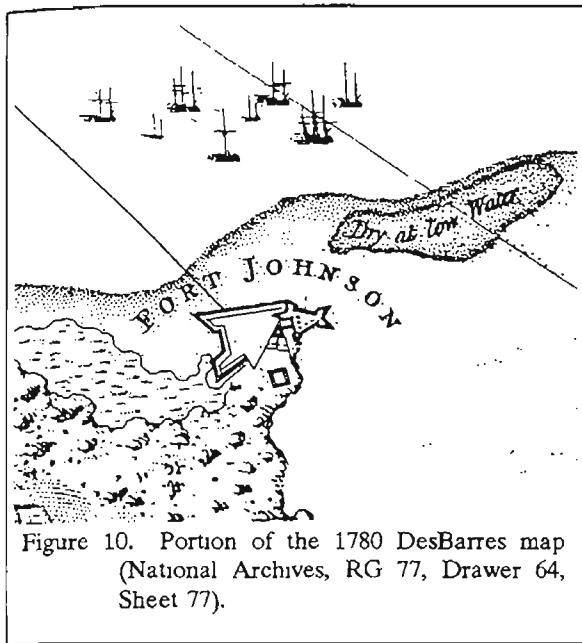 Dry at low Water
FORT JOHNSON
Figure 10. Portion of the 1780 DesBarres map
(National Archives, RG 77, Drawer 64,
Sheet 77).